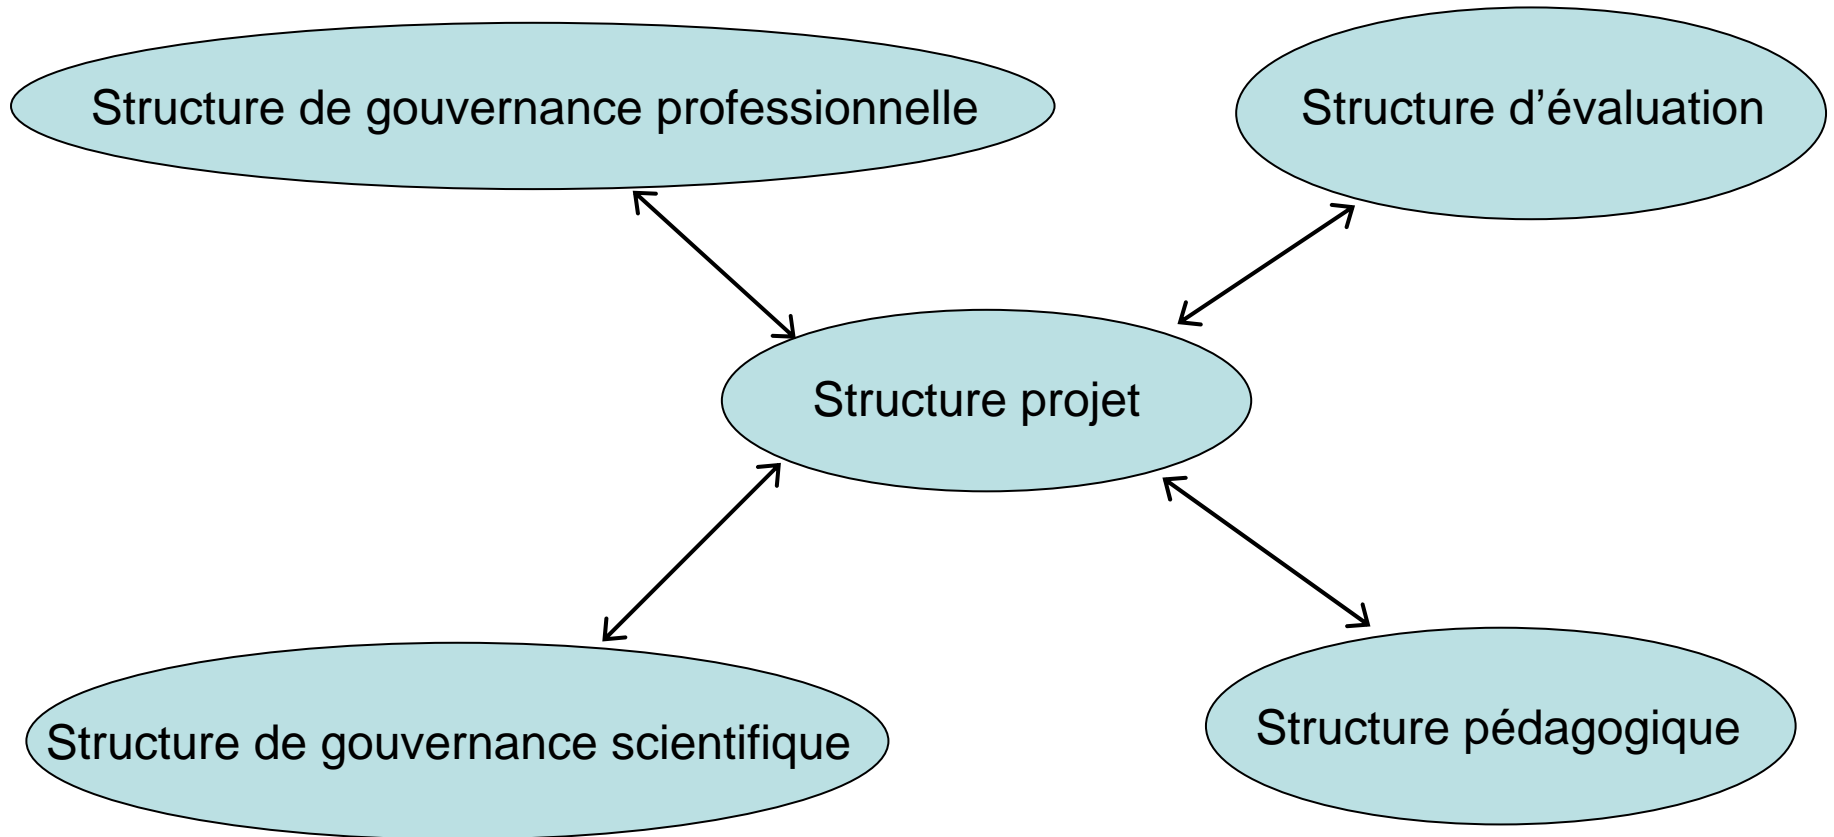 Structure de gouvernance professionnelle
Structure d’évaluation
Structure projet
Structure de gouvernance scientifique
Structure pédagogique